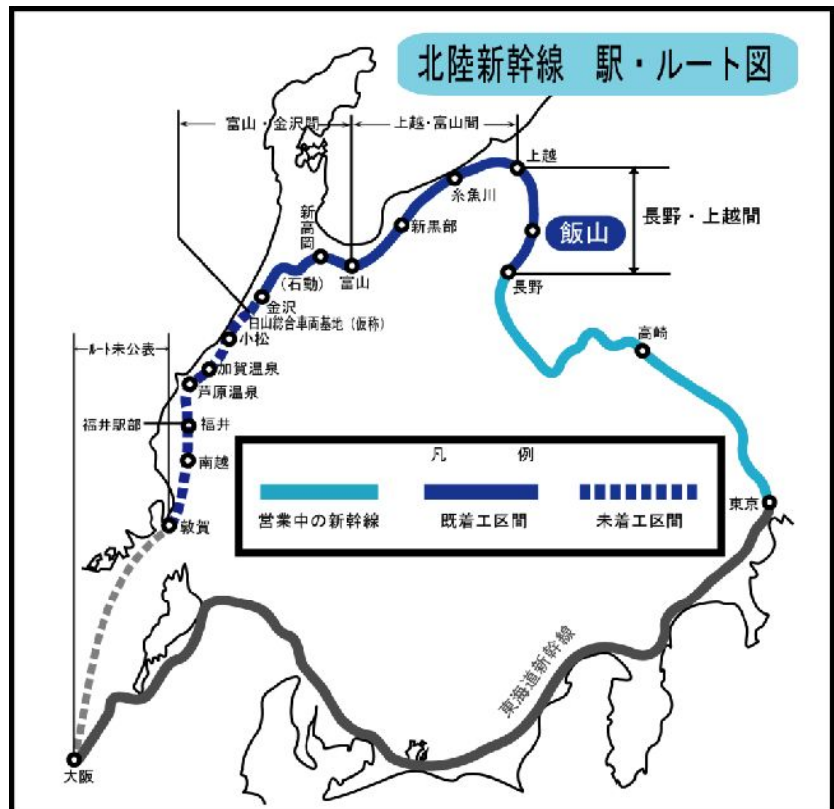 北陸新幹線 駅・ルート図
富山・金沢間
上越・富山間
上越
糸魚川
新黒部
飯山
長野・上越間
新高岡
(石動)
富山
長野
金沢
白山総合車両基地(仮称)
小松
高崎
ルート未公表
加賀温泉
芦原温泉
福井駅部
福井
南越
凡 例
営業中の新幹線
既着工区間
未着工区間
東京
敦賀
東海道新幹線
大阪